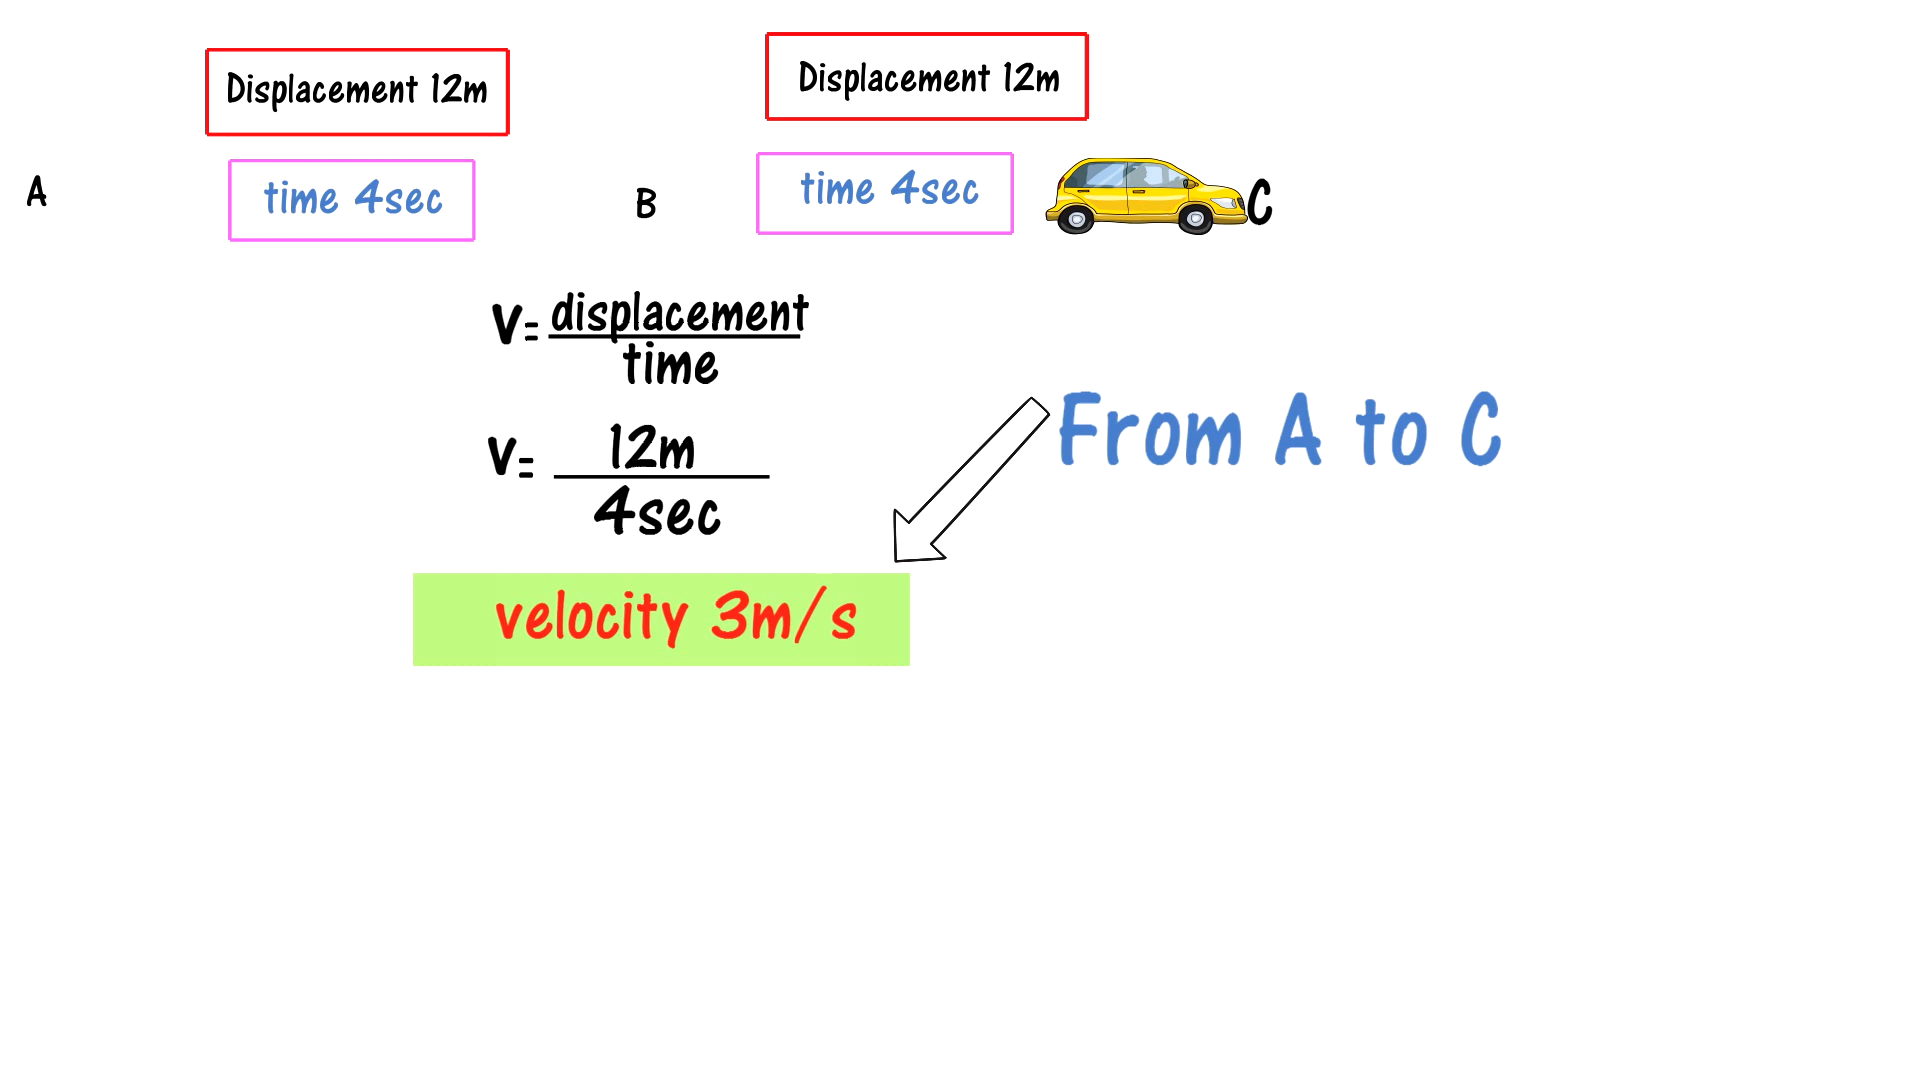 Displacement 12m
Displacement 12m
A
time 4sec
B
time 4sec
C
V= displacement
time
V= 12m
4sec
From A to C
velocity 3m/s